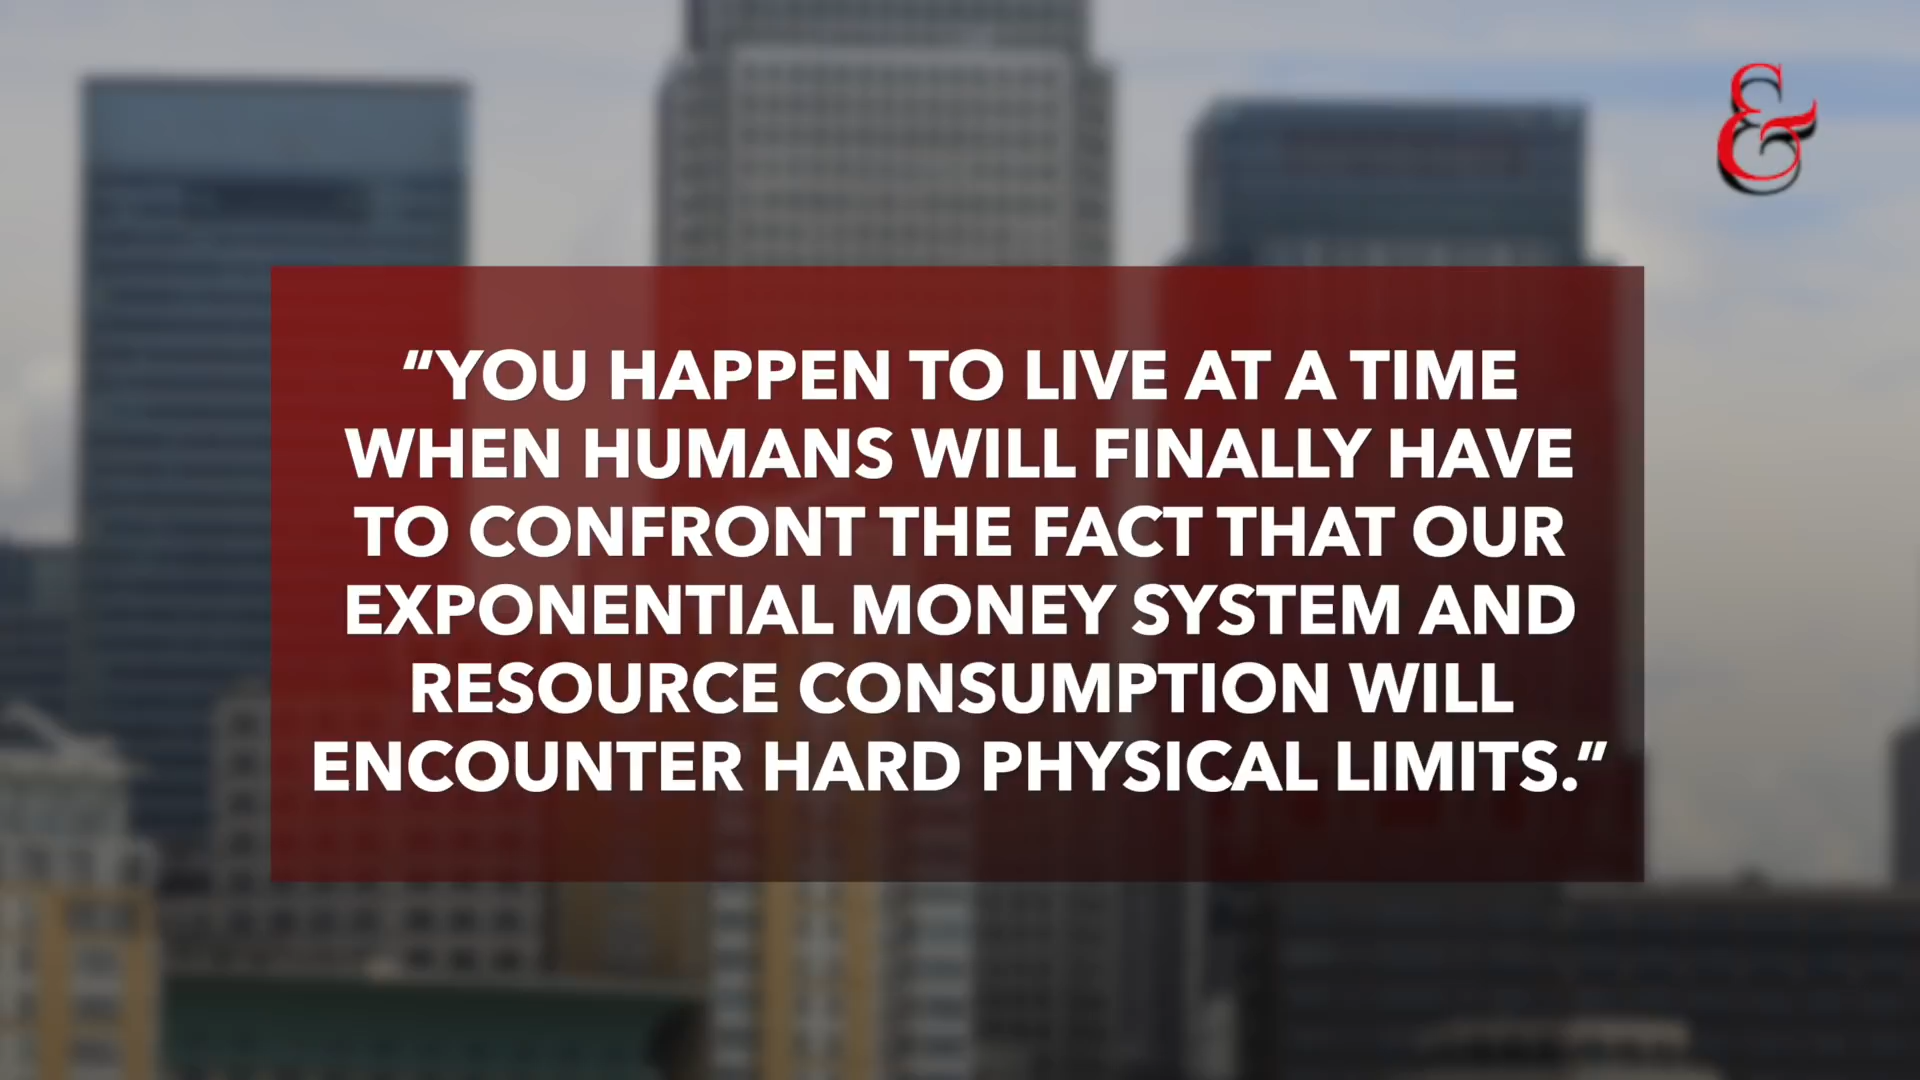 &
“YOU HAPPEN TO LIVE AT A TIME
WHEN HUMANS WILL FINALLY HAVE
TO CONFRONT THE FACT THAT OUR
EXPONENTIAL MONEY SYSTEM AND
RESOURCE CONSUMPTION WILL
ENCOUNTER HARD PHYSICAL LIMITS.“